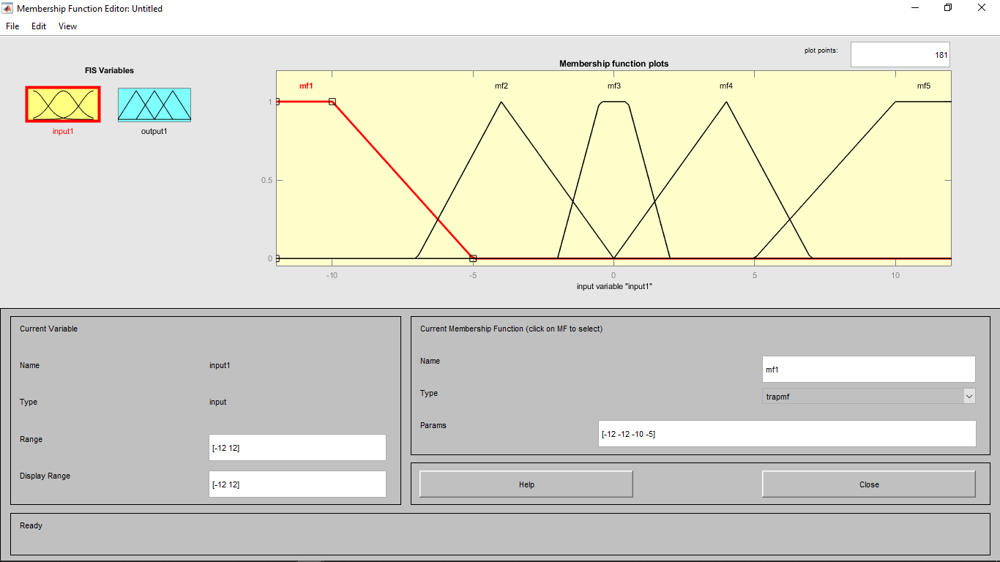 Membership Function Editor: Untitled
File Edit View
plot points: 181
FIS Variables
Membership function plots
mf1 mf2 mf3 mf4 mf5
1
0.5
0
input1 output1
-10 -5 0 5 10
input variable "input1"
Current Variable
Name input1
Type input
Range [-12 12]
Display Range [-12 12]
Current Membership Function (click on MF to select)
Name mf1
Type trapmf
Params [-12 -12 -10 -5]
Help Close
Ready